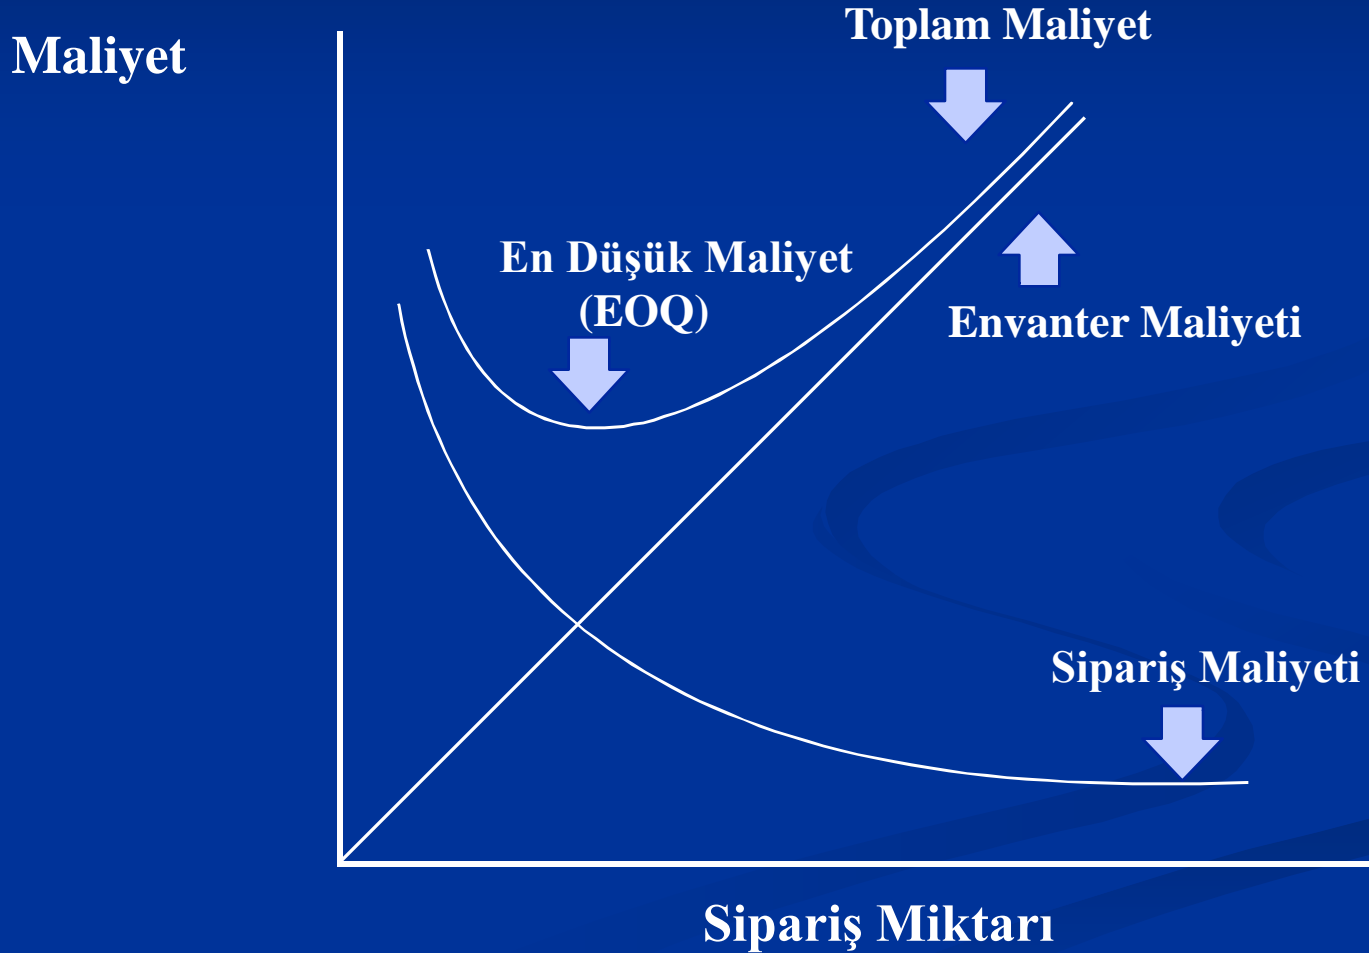 Toplam Maliyet
Maliyet
En Düşük Maliyet
(EOQ)
Envanter Maliyeti
Sipariş Maliyeti
Sipariş Miktarı